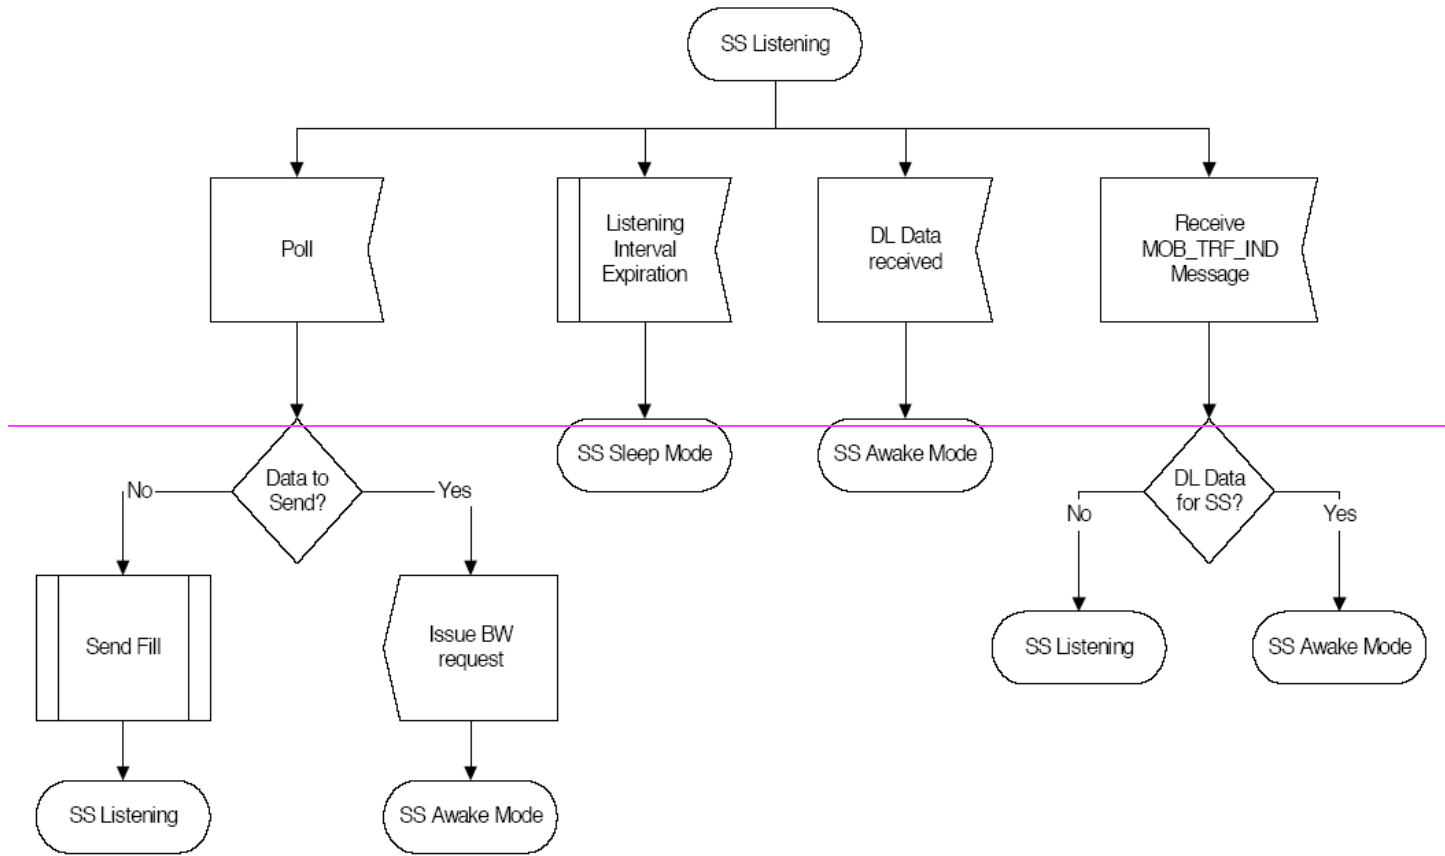 SS Listening
Poll
Listening
Interval
Expiration
DL Data
received
Receive
MOB_TRF_IND
Message
Data to
Send?
No
Yes
SS Sleep Mode
SS Awake Mode
DL Data
for SS?
No
Yes
Send Fill
Issue BW
request
SS Listening
SS Awake Mode
SS Listening
SS Awake Mode